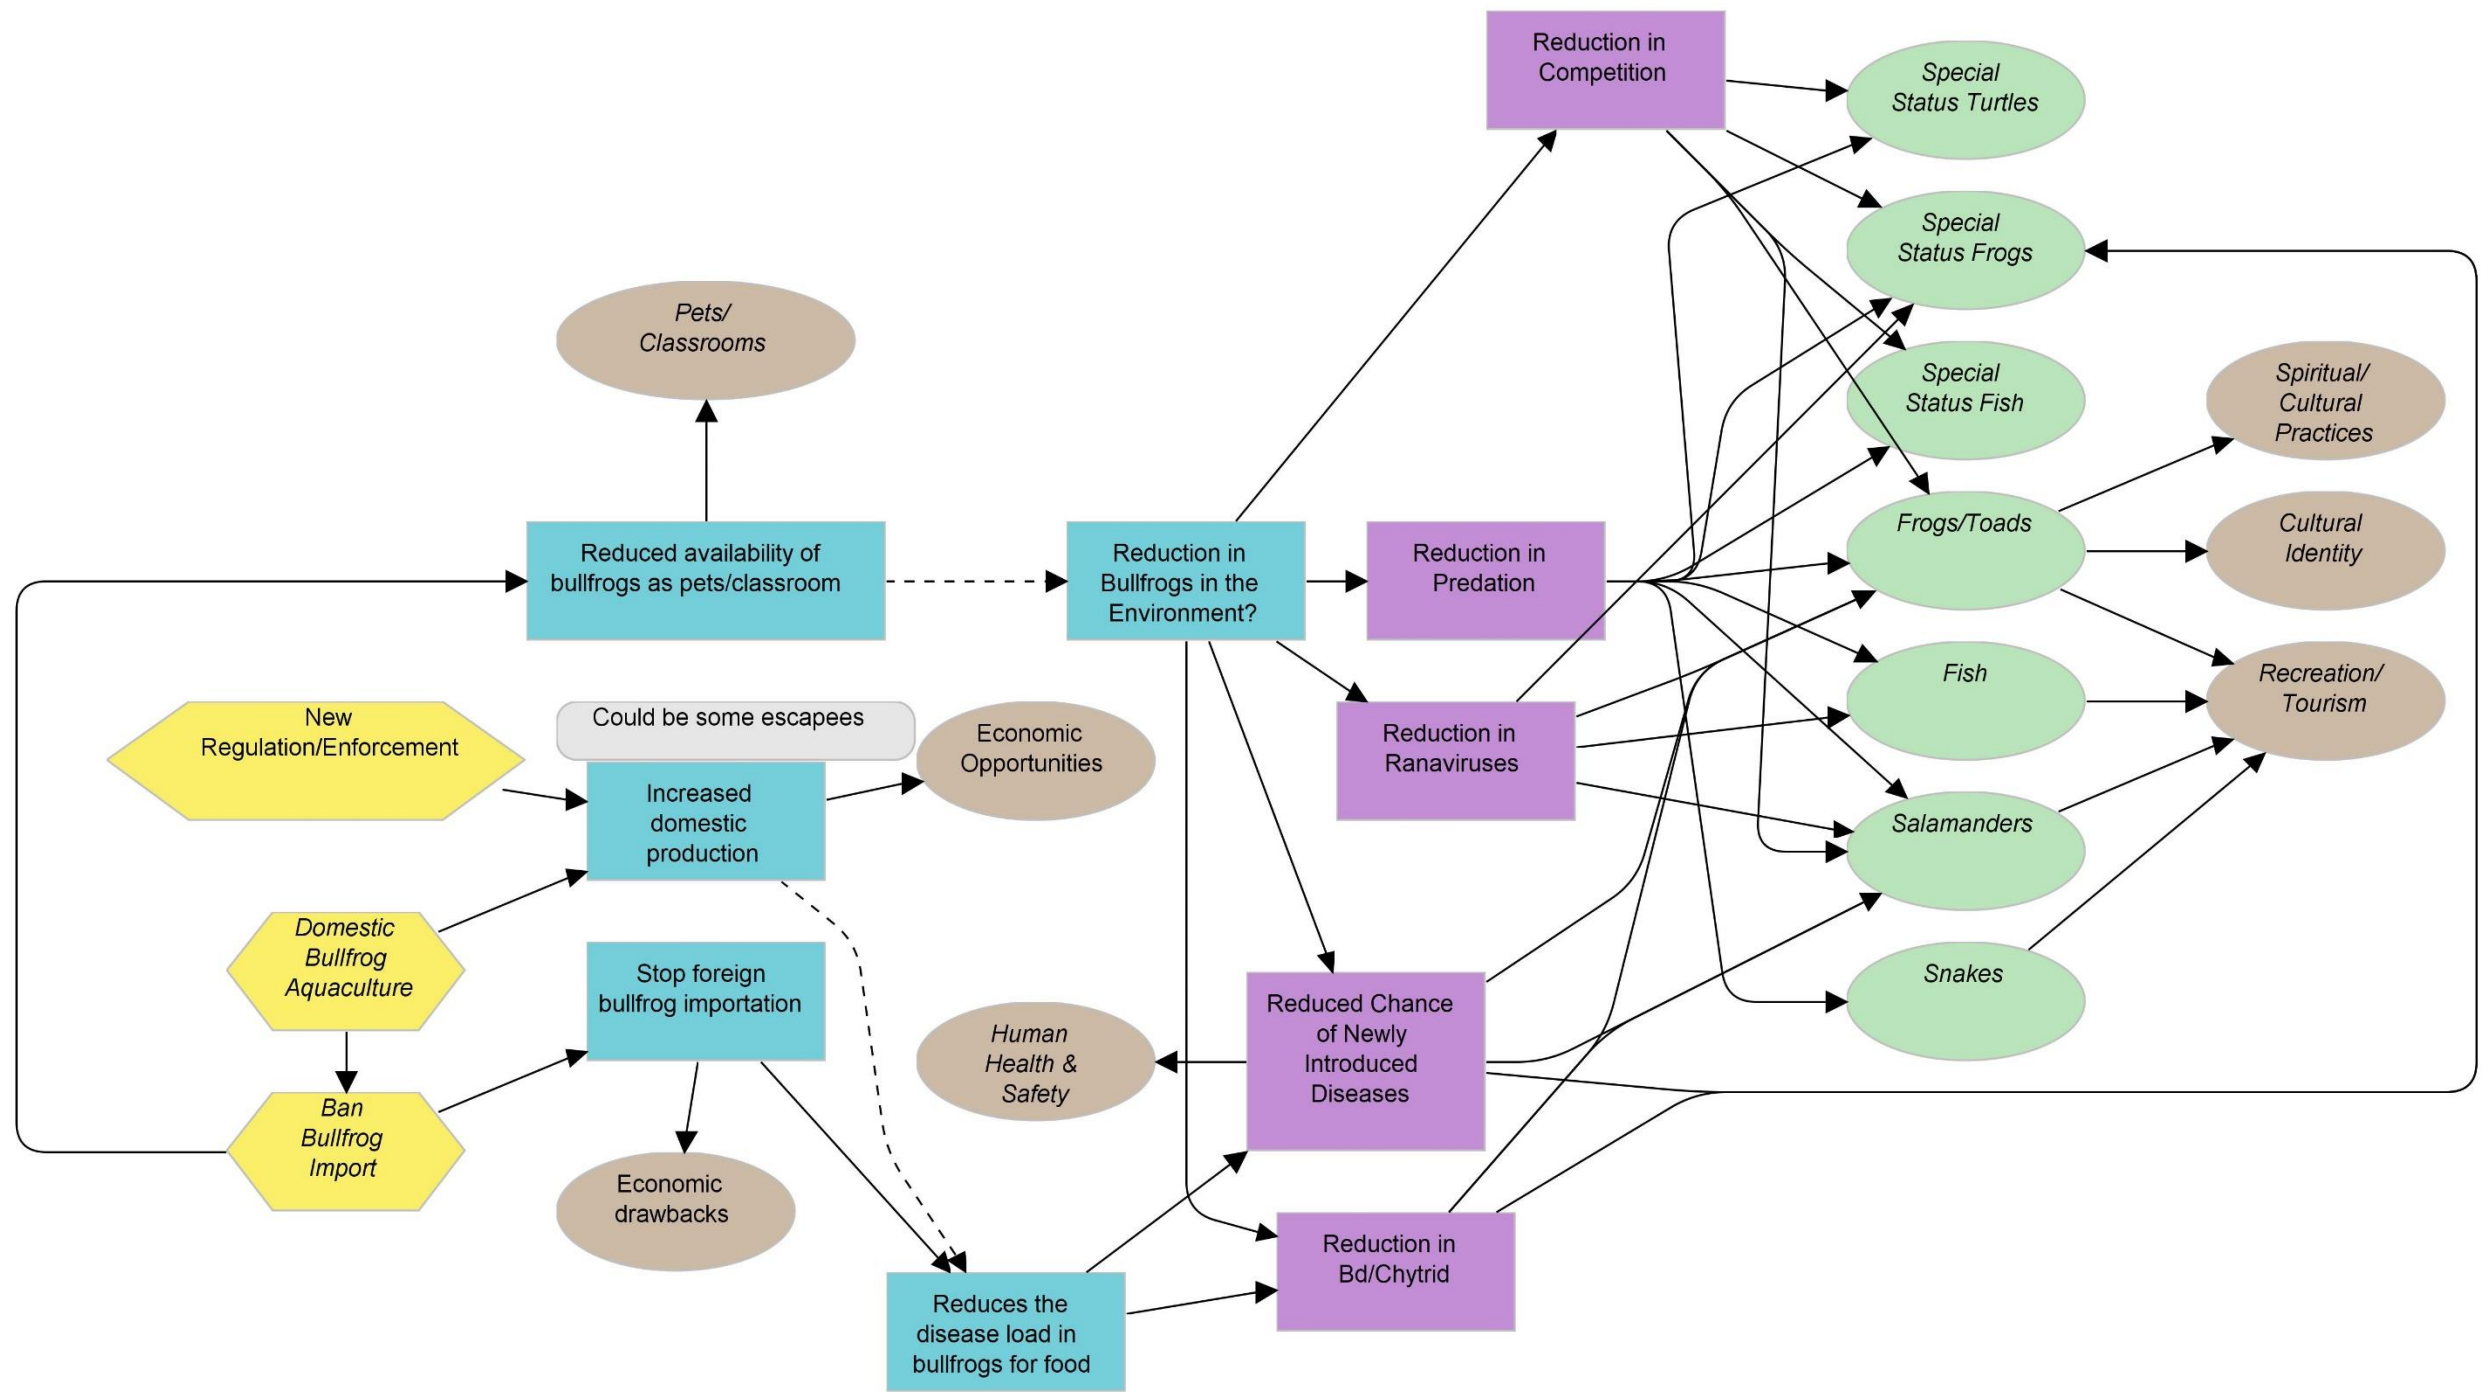 Reduction in
Competition
Special
Status Turtles
Special
Status Frogs
Pets/
Classrooms
Special
Status Fish
Spiritual/
Cultural
Practices
Reduced availability of
bullfrogs as pets/classroom
Reduction in
Bullfrogs in the
Environment?
Reduction in
Predation
Frogs/Toads
Cultural
Identity
New
Regulation/Enforcement
Could be some escapees
Increased
domestic
production
Economic
Opportunities
Reduction in
Ranaviruses
Fish
Recreation/
Tourism
Salamanders
Domestic
Bullfrog
Aquaculture
Stop foreign
bullfrog importation
Human
Health &
Safety
Reduced Chance
of Newly
Introduced
Diseases
Snakes
Ban
Bullfrog
Import
Economic
drawbacks
Reduces the
disease load in
bullfrogs for food
Reduction in
Bd/Chytrid